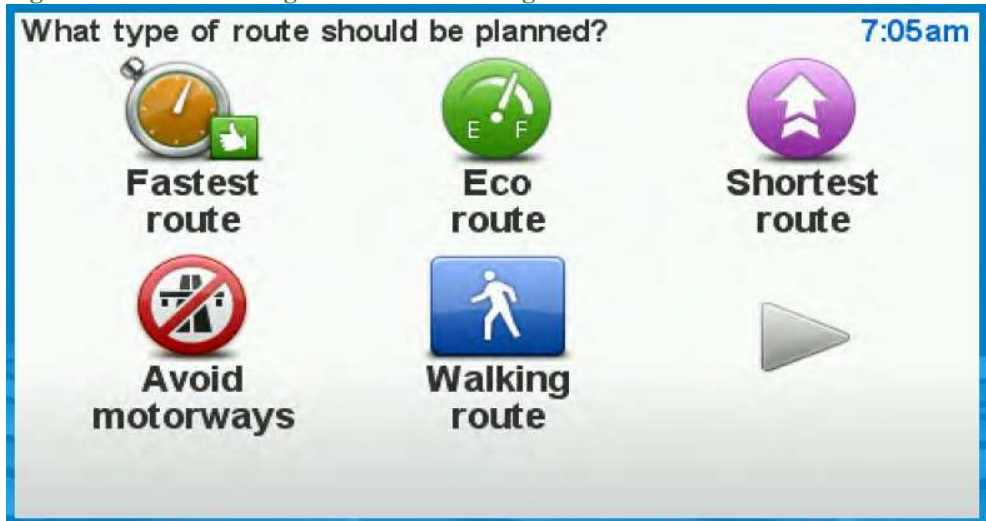 What type of route should be planned?
7:05am
Fastest
route
E F
Eco
route
Shortest
route
Avoid
motorways
Walking
route